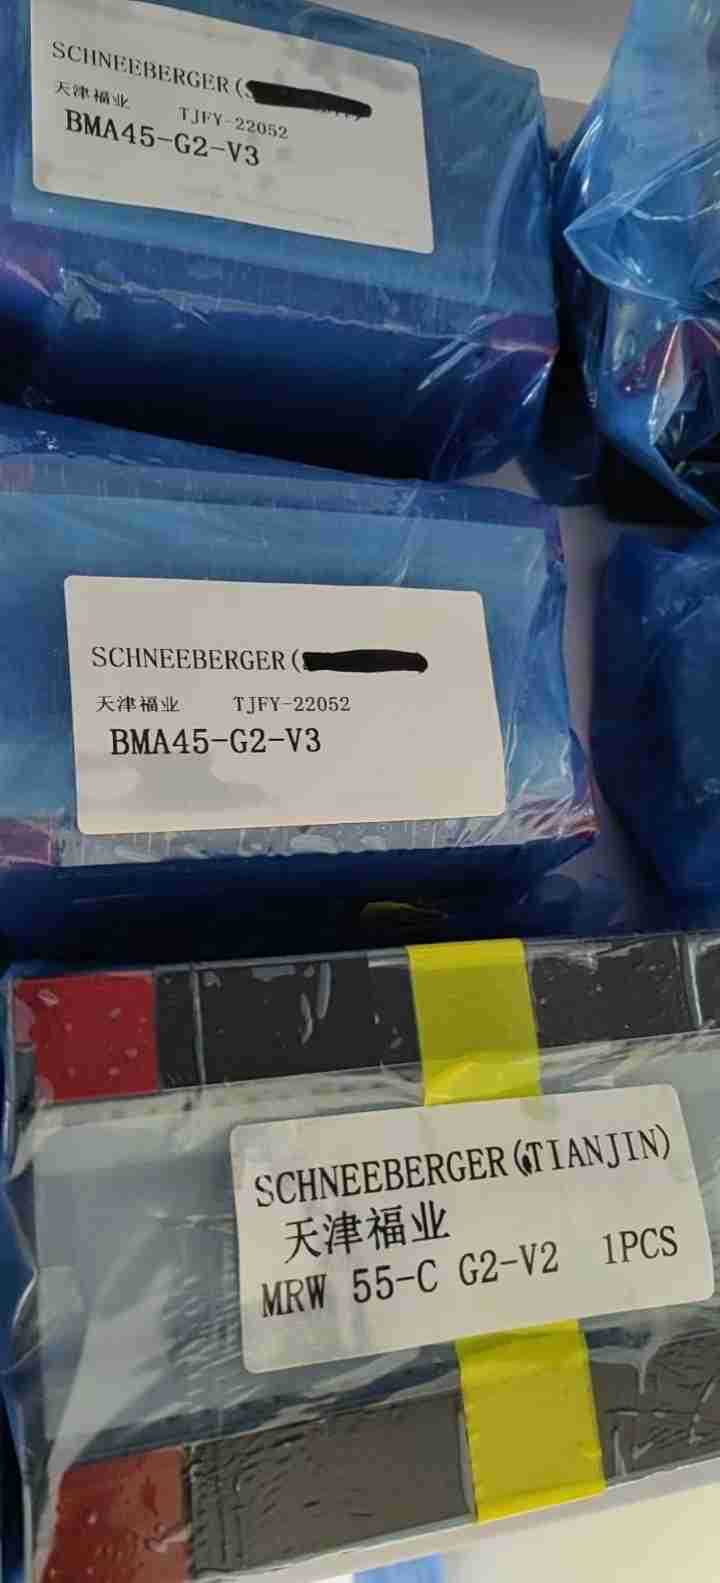 SCHNEEBERGER(
天津福业 TJFY-22052
BMA45-G2-V3
SCHNEEBERGER(
天津福业 TJFY-22052
BMA45-G2-V3
SCHNEEBERGER(TIANJIN)
天津福业
MRW 55-C G2-V2 1PCS